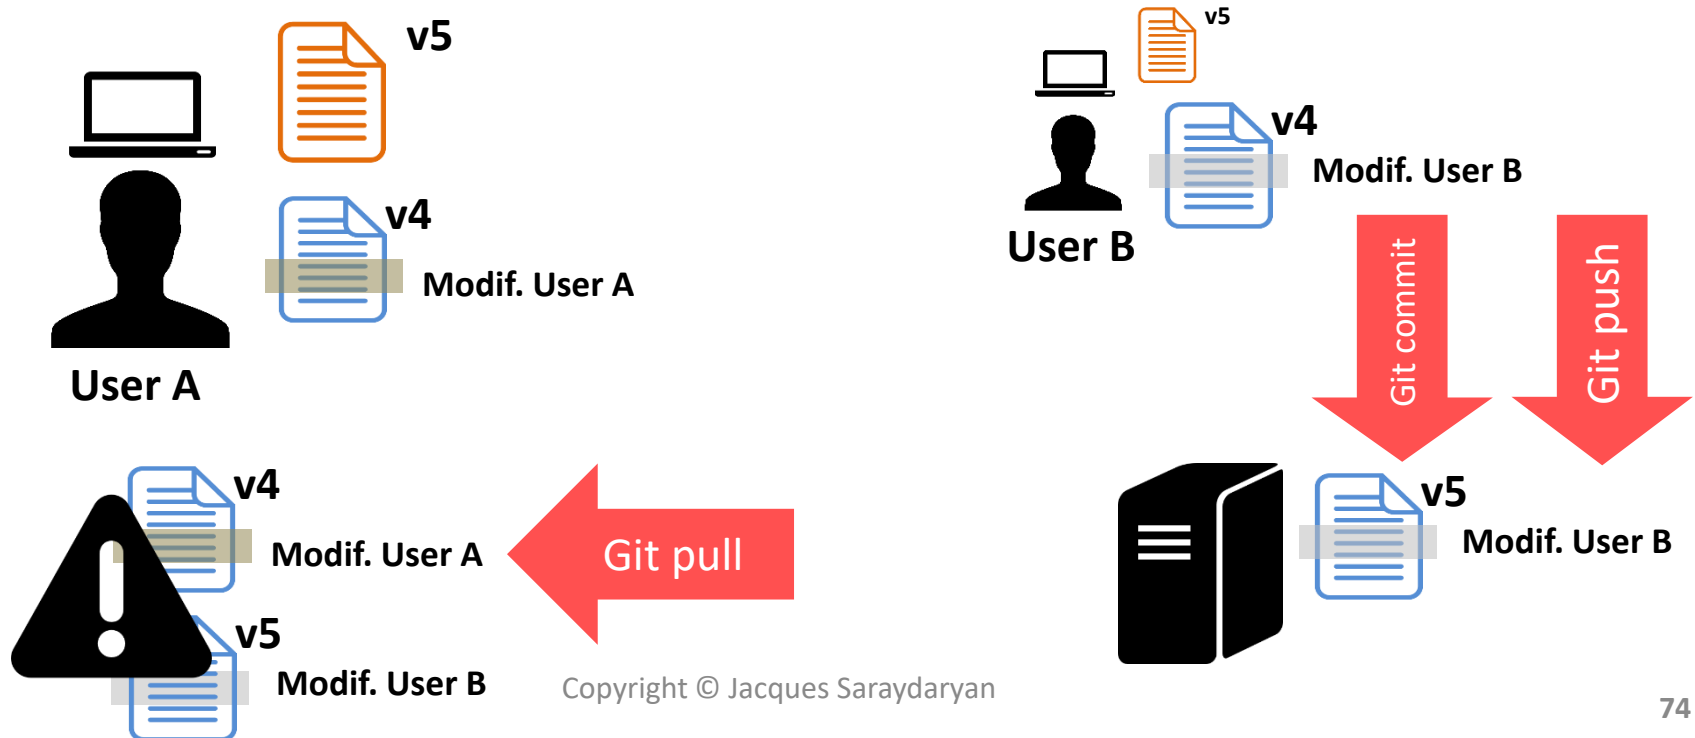 v5
v4
Modif. User A
User A
v5
v4
Modif. User B
User B
Git commit
Git push
v4
Modif. User A
v5
Modif. User B
Git pull
v5
Modif. User B
Copyright © Jacques Saraydaryan
74